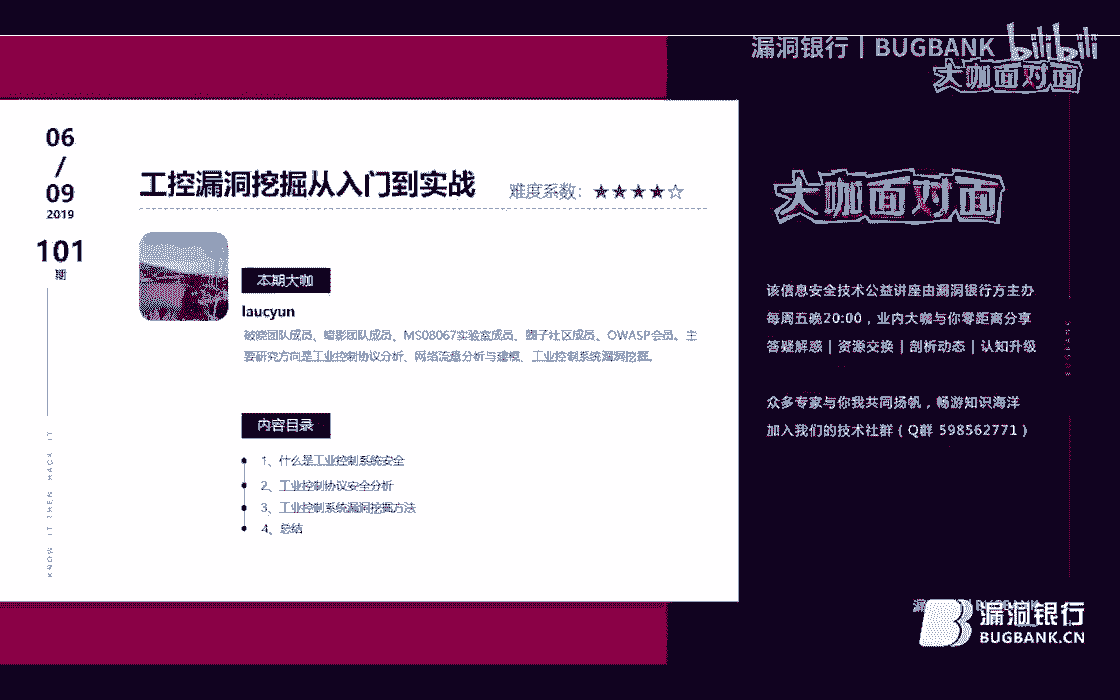 漏洞银行 | BUGBANK
bilibili
大咖面对面
06
/
09
2019
101
期
工控漏洞挖掘从入门到实战
难度系数：★★★★☆
本期大咖
laucyun
破晓团队成员、暗影团队成员、MS08067实验室成员、圈子社区成员、OWASP会员。主
要研究方向是工业控制协议分析、网络流量分析与建模、工业控制系统漏洞挖掘。
内容目录
1、什么是工业控制系统安全
2、工业控制协议安全分析
3、工业控制系统漏洞挖掘方法
4、总结
KNOW IT THEN HACK IT
大咖面对面
该信息安全技术公益讲座由漏洞银行方主办
每周五晚20:00，业内大咖与你零距离分享
答疑解惑 | 资源交换 | 剖析动态 | 认知升级
众多专家与你我共同扬帆，畅游知识海洋
加入我们的技术社群（Q群 598562771）
漏洞银行
BUGBANK.CN